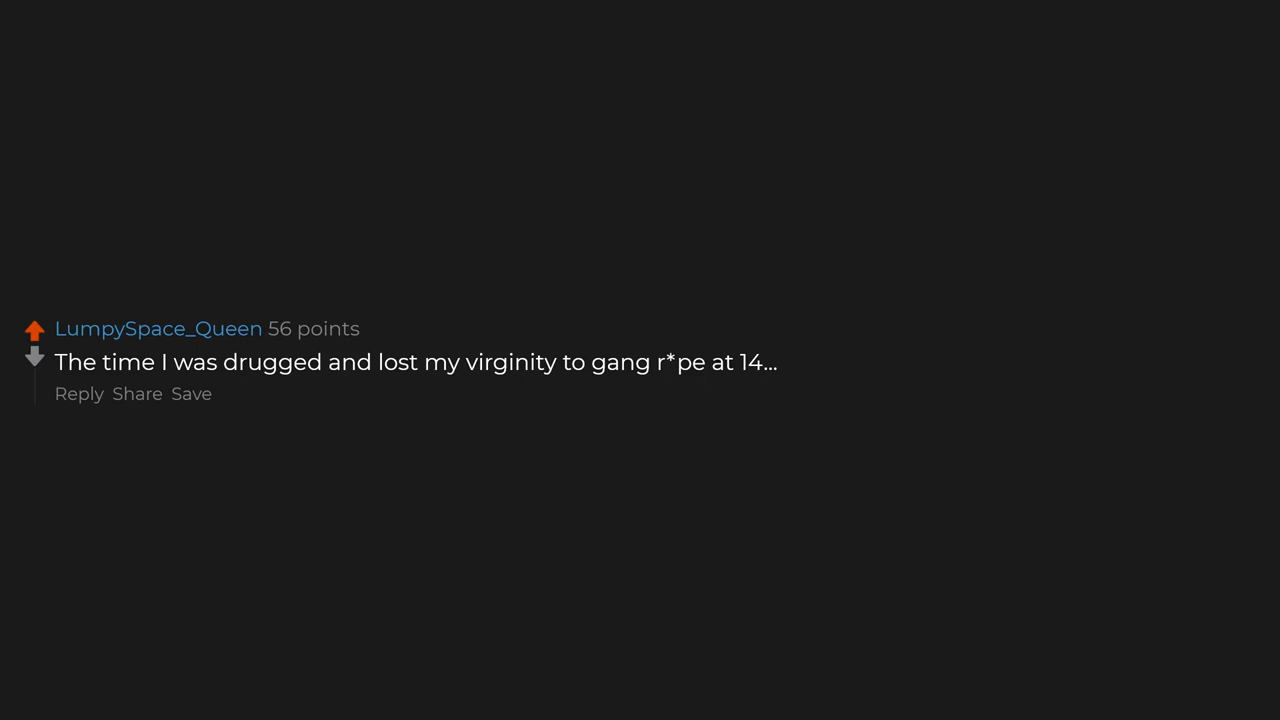 LumpySpace_Queen 56 points
The time I was drugged and lost my virginity to gang r*pe at 14...
Reply Share Save